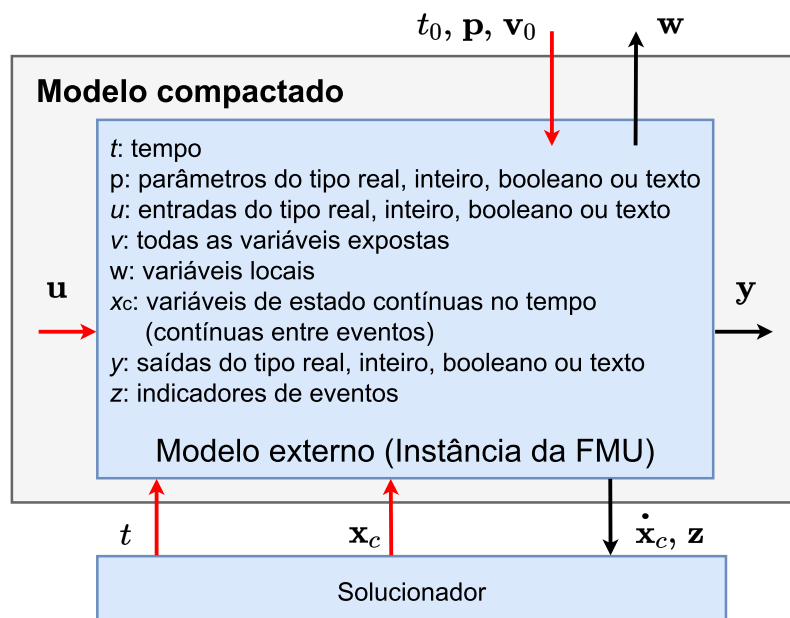 t₀, p, v₀ w
Modelo compactado
t: tempo
p: parâmetros do tipo real, inteiro, booleano ou texto
u: entradas do tipo real, inteiro, booleano ou texto
v: todas as variáveis expostas
w: variáveis locais
xc: variáveis de estado contínuas no tempo
(contínuas entre eventos)
y: saídas do tipo real, inteiro, booleano ou texto
z: indicadores de eventos
u
y
Modelo externo (Instância da FMU)
t x_c ẋ_c, z
Solucionador